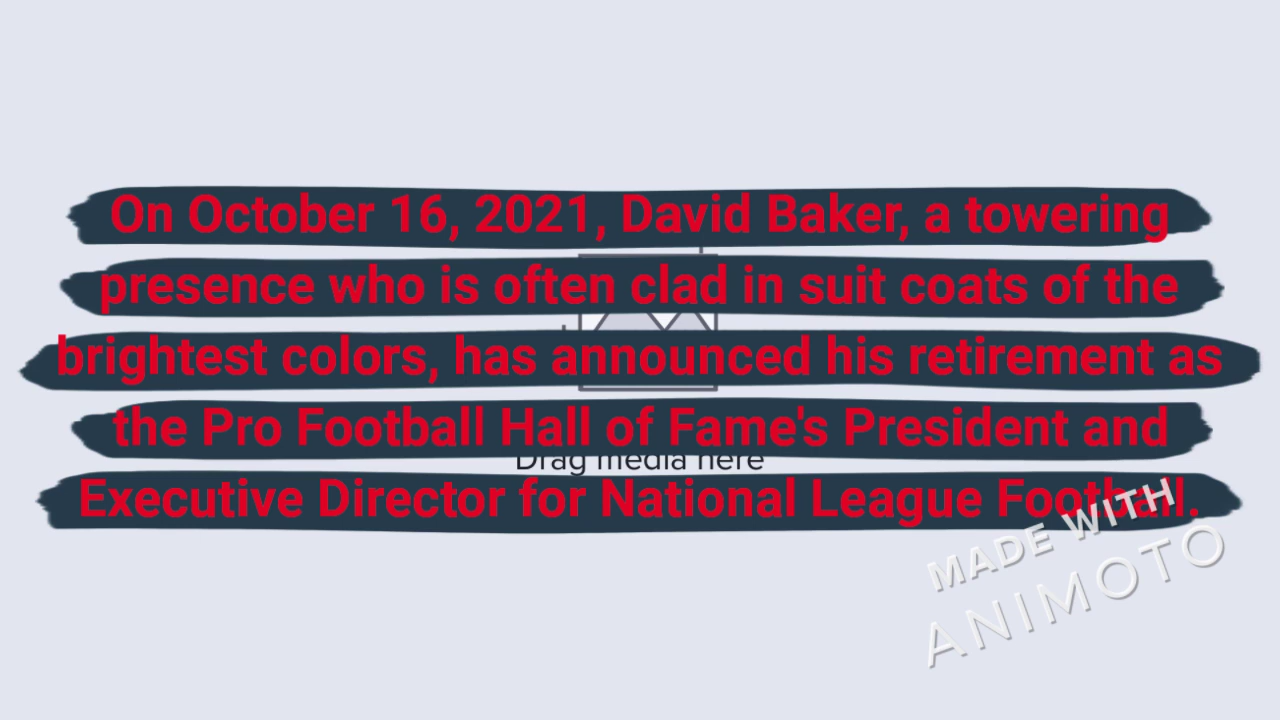 On October 16, 2021, David Baker, a towering
presence who is often clad in suit coats of the
brightest colors, has announced his retirement as
the Pro Football Hall of Fame's President and
Drag media here
Executive Director for National League Football.
MADE WITH
ANIMOTO